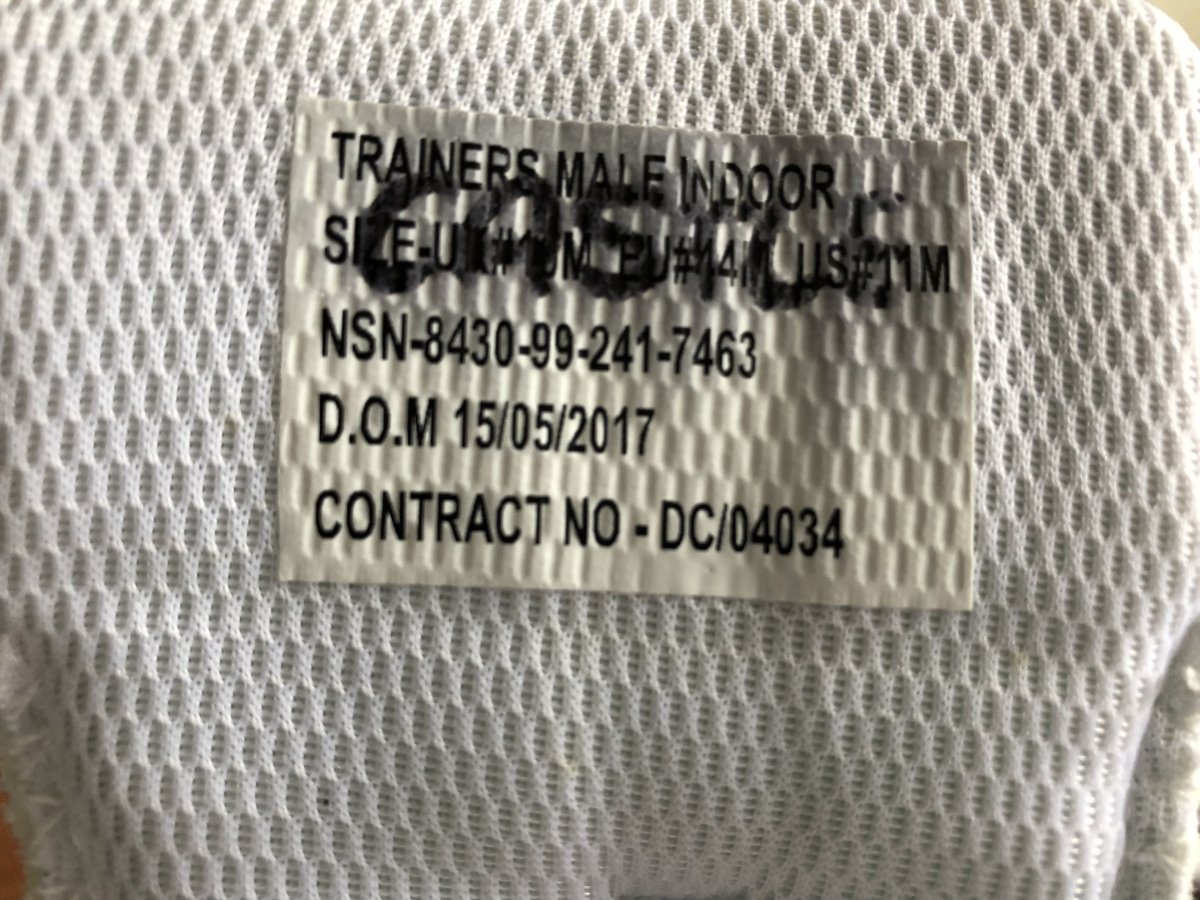 TRAINERS MALE INDOOR
SIZE-UK#10M EU#44M US#11M
NSN-8430-99-241-7463
D.O.M 15/05/2017
CONTRACT NO - DC/04034